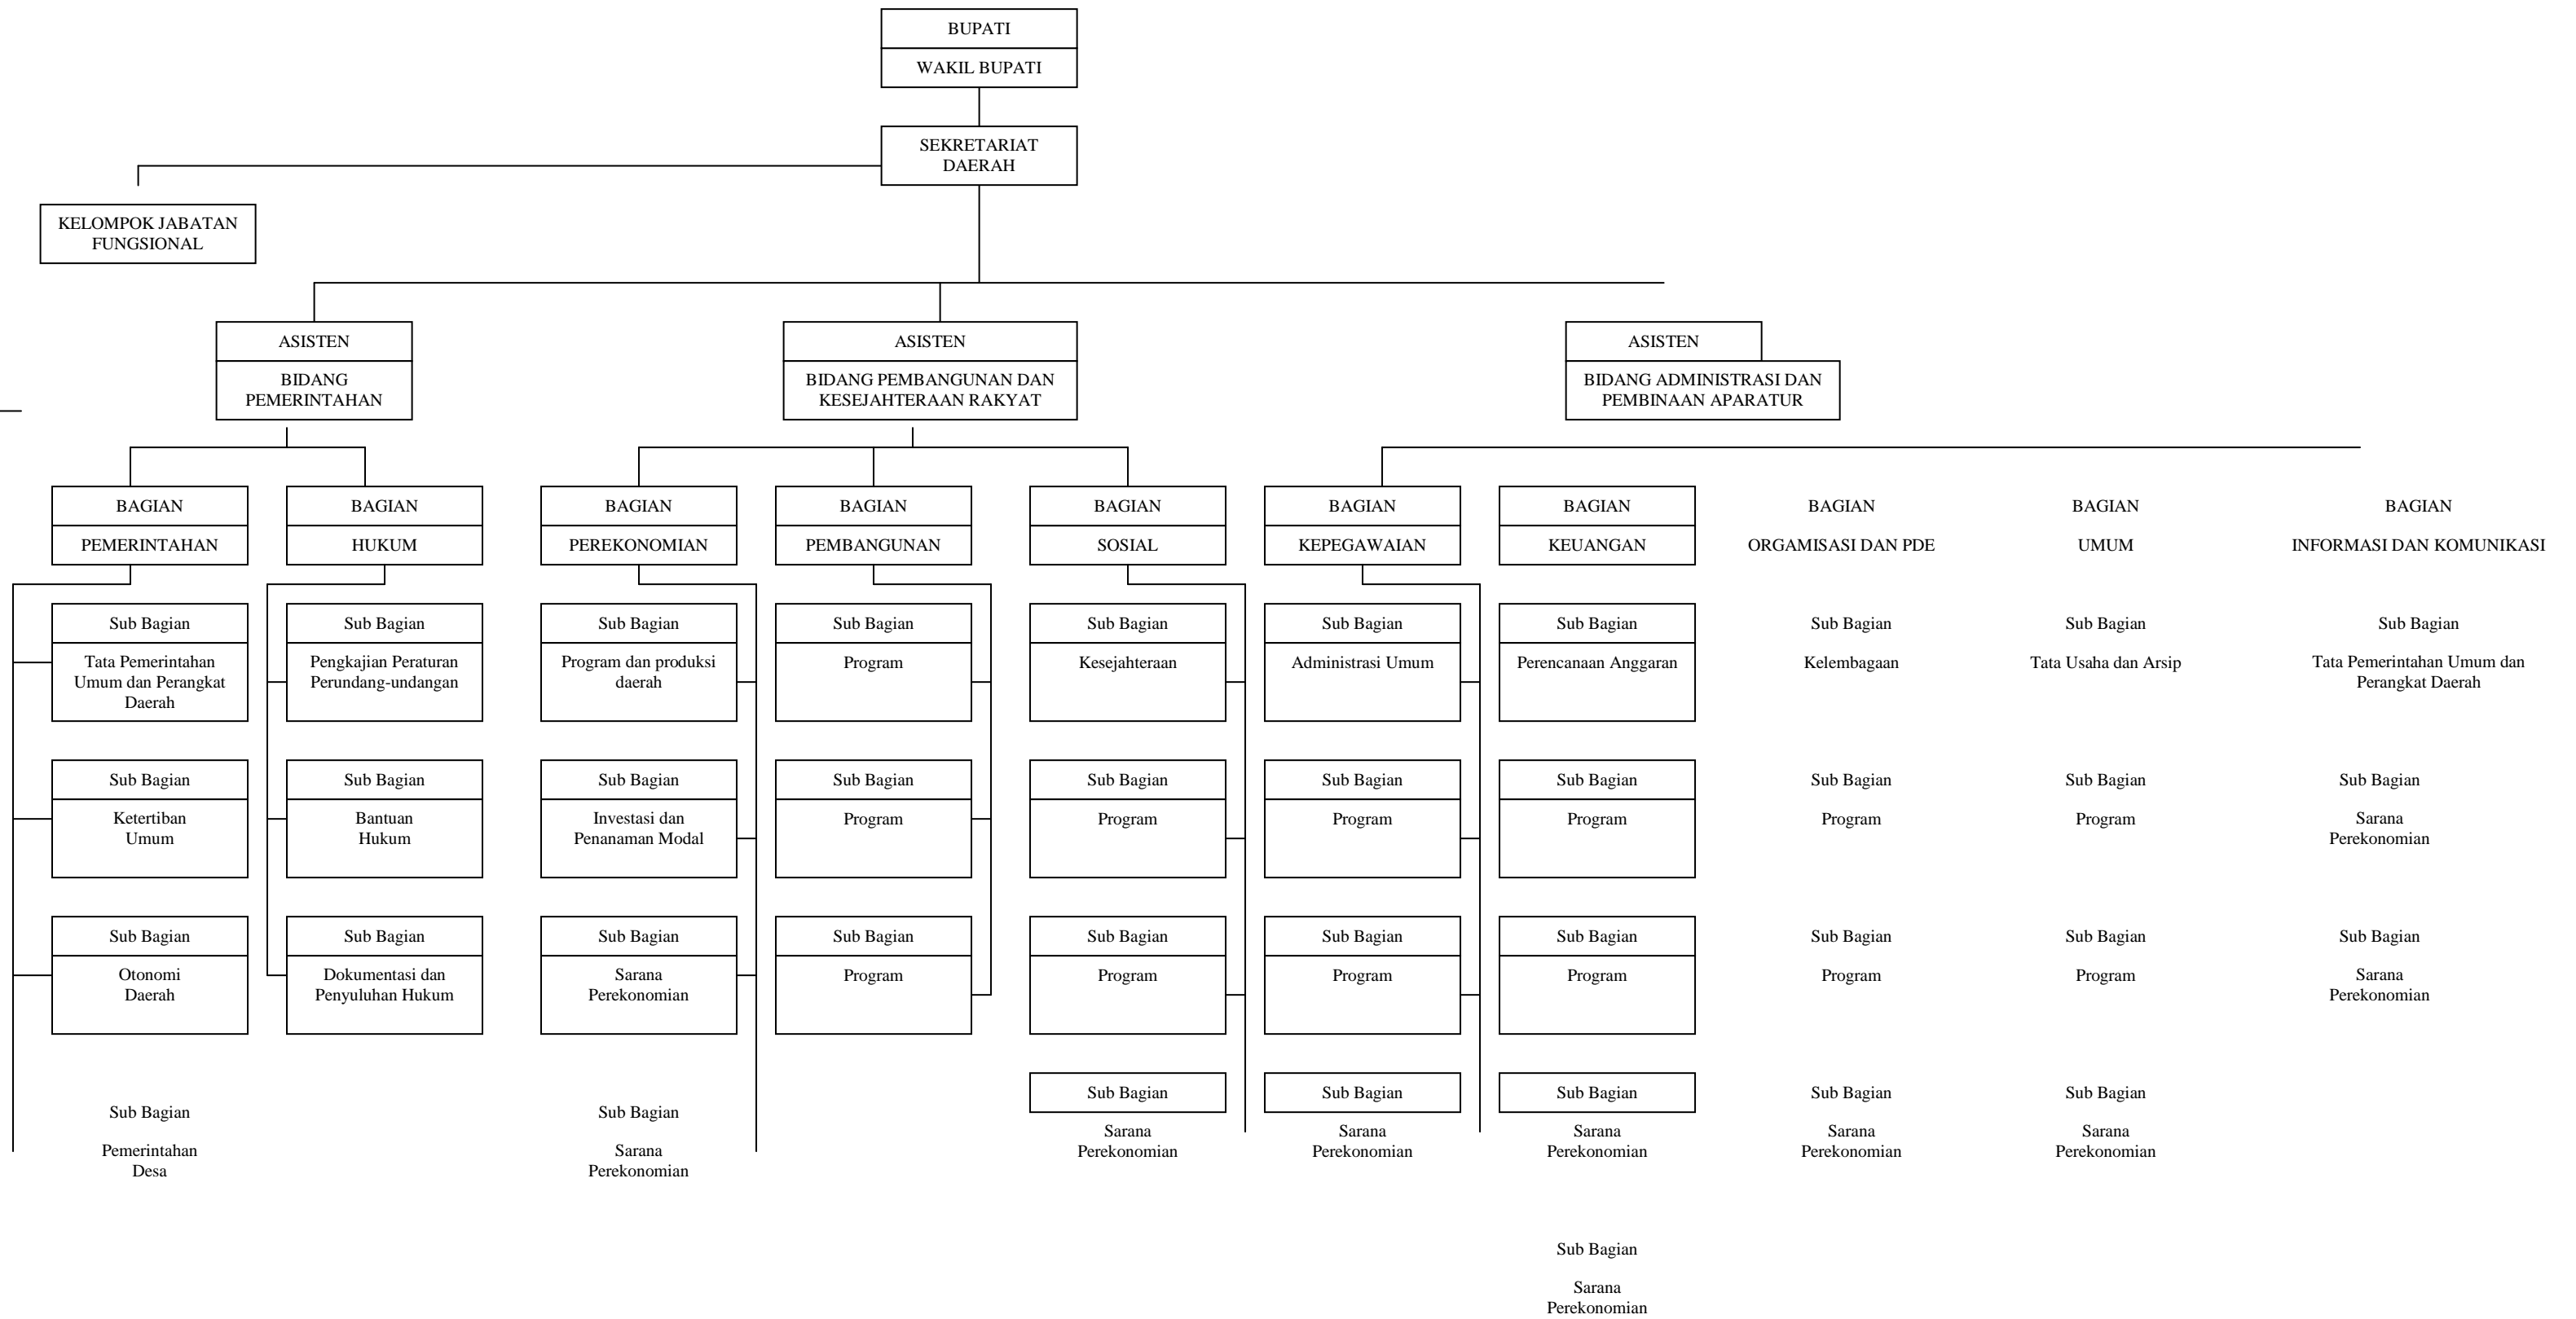 BUPATI
WAKIL BUPATI
SEKRETARIAT
DAERAH
KELOMPOK JABATAN
FUNGSIONAL
ASISTEN
BIDANG
PEMERINTAHAN
ASISTEN
BIDANG PEMBANGUNAN DAN
KESEJAHTERAAN RAKYAT
ASISTEN
BIDANG ADMINISTRASI DAN
PEMBINAAN APARATUR
BAGIAN
PEMERINTAHAN
BAGIAN
HUKUM
BAGIAN
PEREKONOMIAN
BAGIAN
PEMBANGUNAN
BAGIAN
SOSIAL
BAGIAN
KEPEGAWAIAN
BAGIAN
KEUANGAN
BAGIAN
ORGAMISASI DAN PDE
BAGIAN
UMUM
BAGIAN
INFORMASI DAN KOMUNIKASI
Sub Bagian
Tata Pemerintahan
Umum dan Perangkat
Daerah
Sub Bagian
Pengkajian Peraturan
Perundang-undangan
Sub Bagian
Program dan produksi
daerah
Sub Bagian
Program
Sub Bagian
Kesejahteraan
Sub Bagian
Administrasi Umum
Sub Bagian
Perencanaan Anggaran
Sub Bagian
Kelembagaan
Sub Bagian
Tata Usaha dan Arsip
Sub Bagian
Tata Pemerintahan Umum dan
Perangkat Daerah
Sub Bagian
Ketertiban
Umum
Sub Bagian
Bantuan
Hukum
Sub Bagian
Investasi dan
Penanaman Modal
Sub Bagian
Program
Sub Bagian
Program
Sub Bagian
Program
Sub Bagian
Program
Sub Bagian
Program
Sub Bagian
Program
Sub Bagian
Sarana
Perekonomian
Sub Bagian
Otonomi
Daerah
Sub Bagian
Dokumentasi dan
Penyuluhan Hukum
Sub Bagian
Sarana
Perekonomian
Sub Bagian
Program
Sub Bagian
Program
Sub Bagian
Program
Sub Bagian
Program
Sub Bagian
Program
Sub Bagian
Program
Sub Bagian
Sarana
Perekonomian
Sub Bagian
Pemerintahan
Desa
Sub Bagian
Sarana
Perekonomian
Sub Bagian
Sarana
Perekonomian
Sub Bagian
Sarana
Perekonomian
Sub Bagian
Sarana
Perekonomian
Sub Bagian
Sarana
Perekonomian
Sub Bagian
Sarana
Perekonomian
Sub Bagian
Sarana
Perekonomian